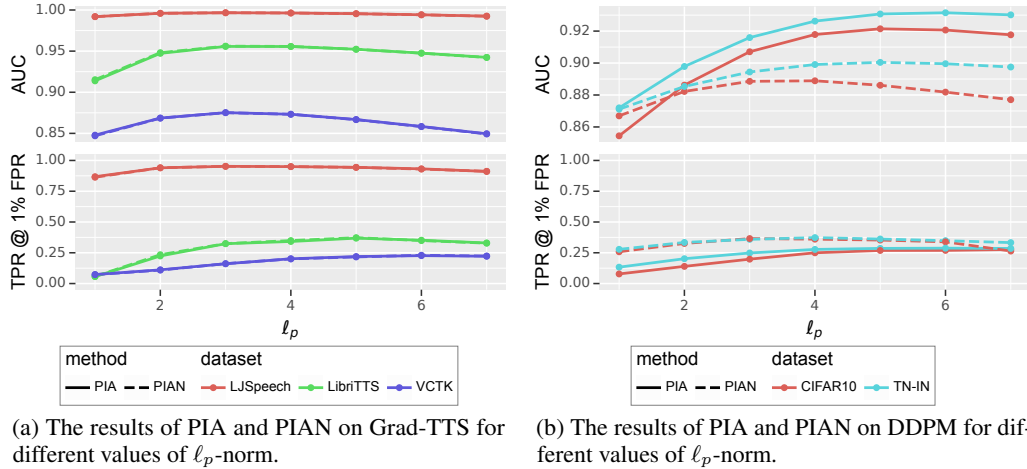 1.00
0.95
0.90
0.85
AUC
1.00
0.75
0.50
0.25
0.00
TPR @ 1% FPR
2 4 6
ℓp
method dataset
PIA PIAN LJSpeech LibriTTS VCTK
(a) The results of PIA and PIAN on Grad-TTS for
different values of ℓp-norm.
0.92
0.90
0.88
0.86
AUC
1.00
0.75
0.50
0.25
0.00
TPR @ 1% FPR
2 4 6
ℓp
method dataset
PIA PIAN CIFAR10 TN-IN
(b) The results of PIA and PIAN on DDPM for dif-
ferent values of ℓp-norm.